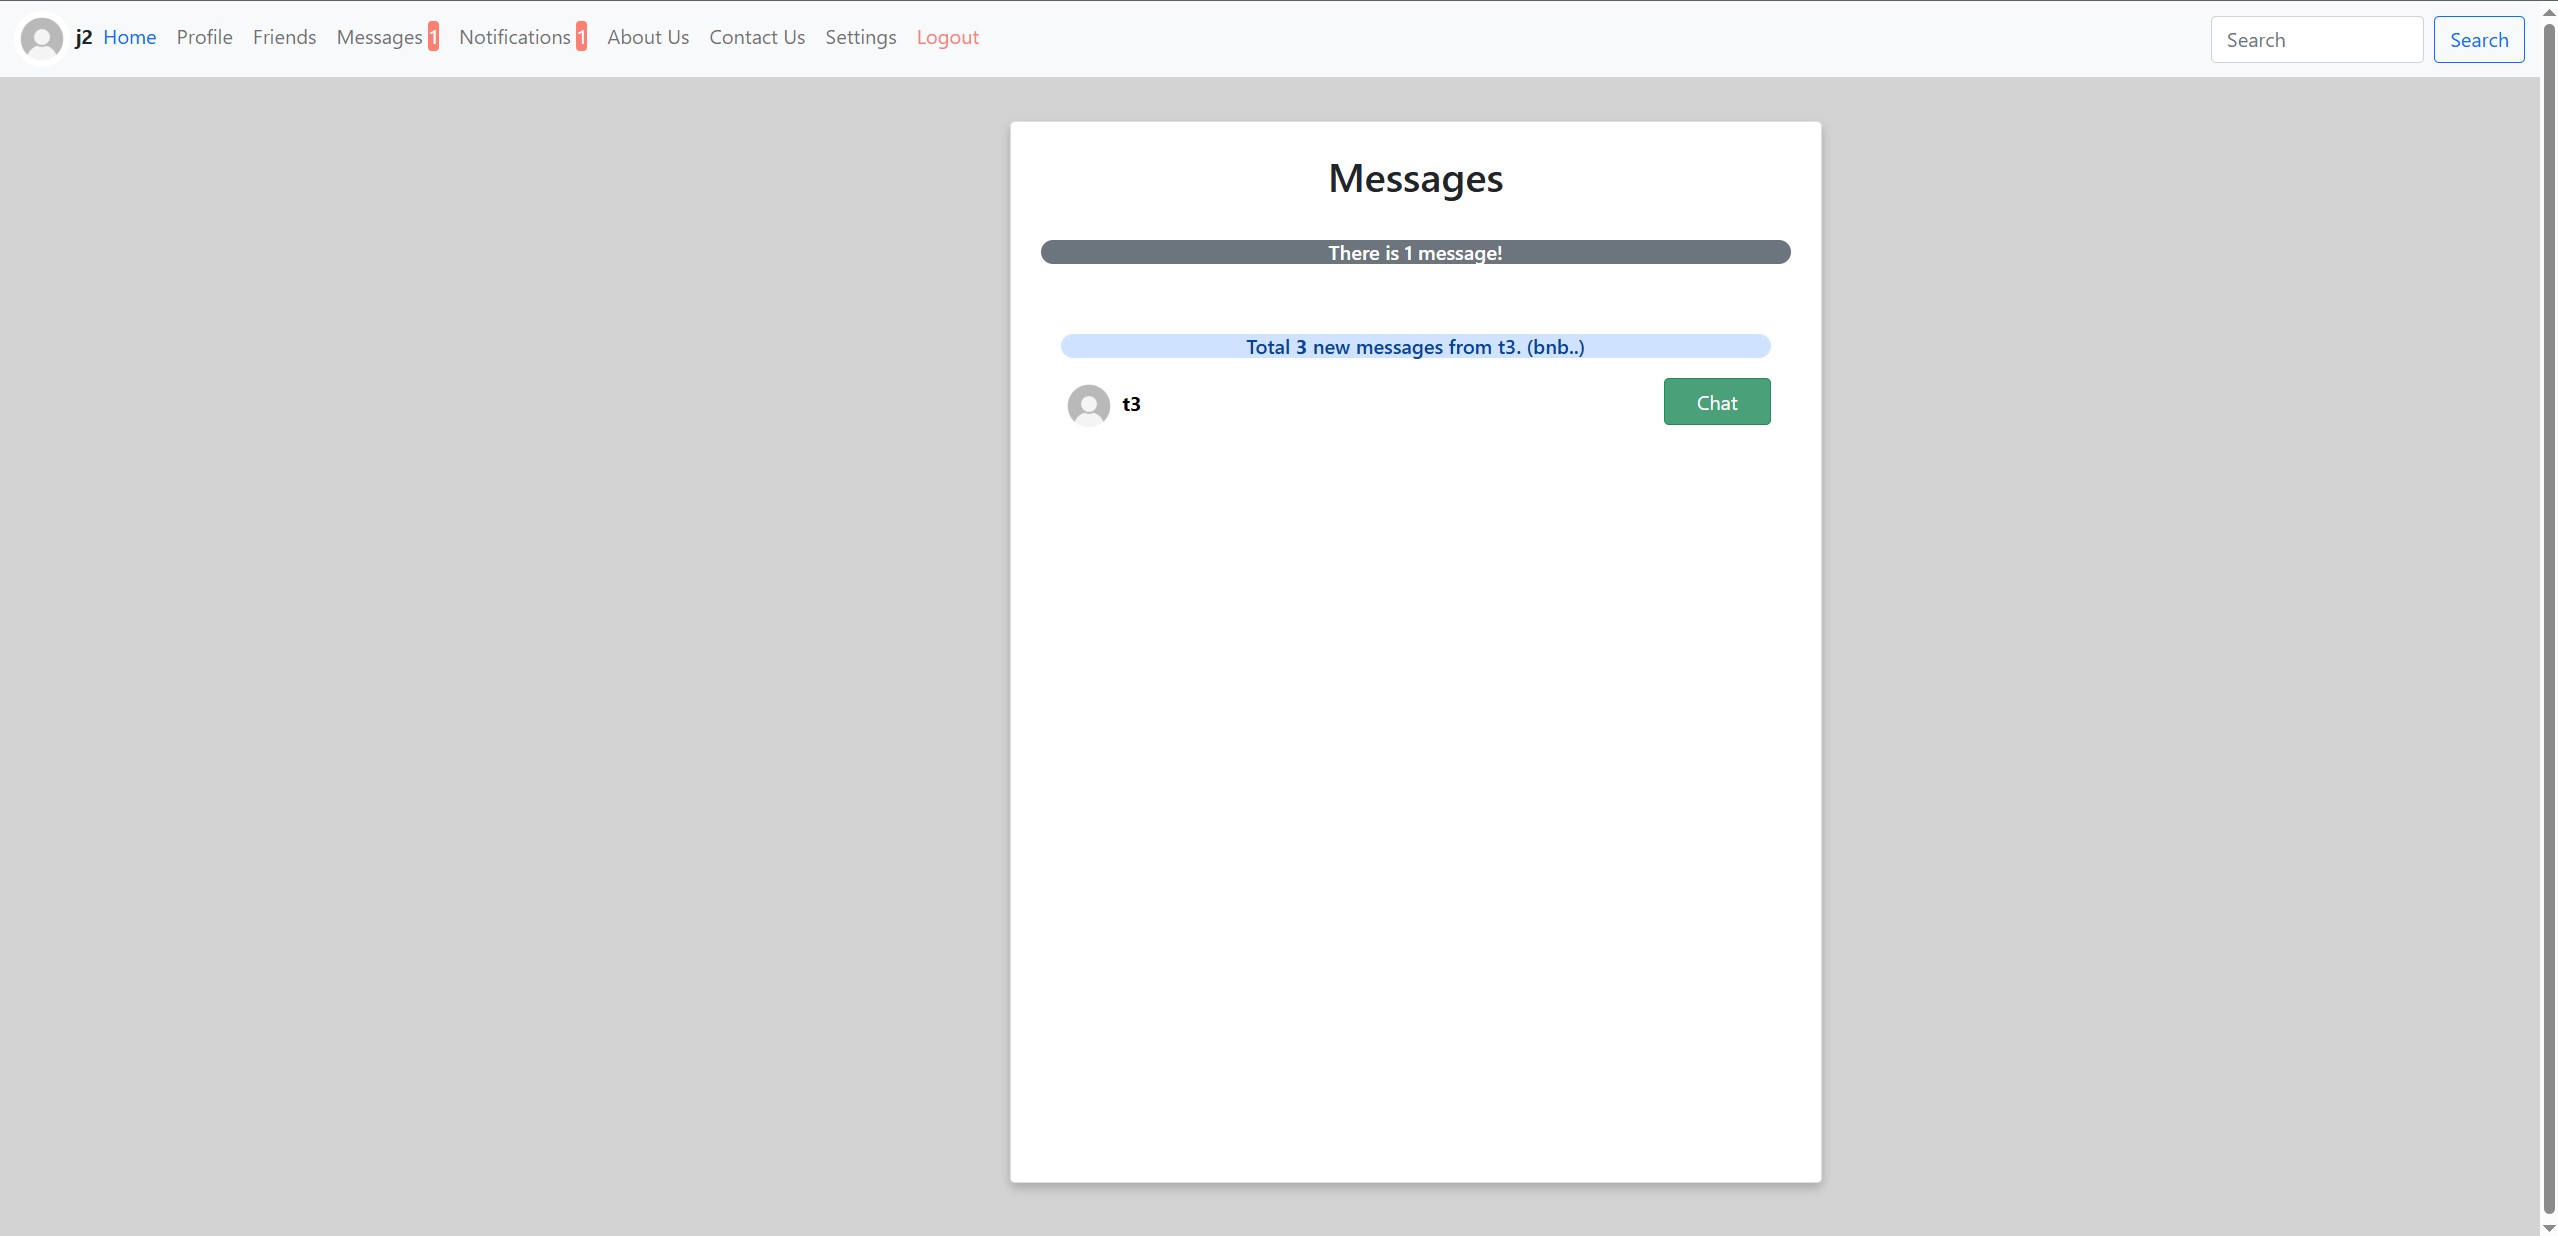 j2 Home Profile Friends Messages 1 Notifications 1 About Us Contact Us Settings Logout Search Search
Messages
There is 1 message!
Total 3 new messages from t3. (bnb..)
t3 Chat